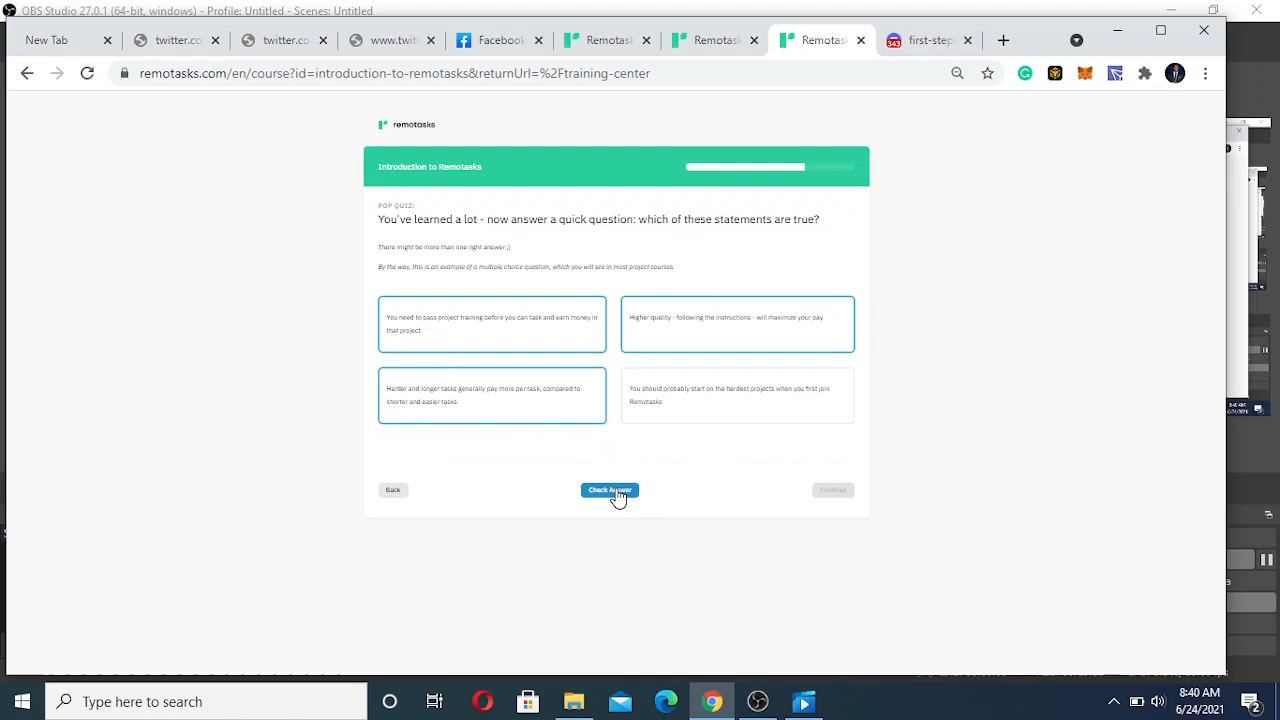 OBS Studio 27.0.1 (64-bit, windows) - Profile: Untitled - Scenes: Untitled
New Tab
twitter.co
twitter.co
www.twit
Facebook
Remotask
Remotask
Remotask
343
first-step
remotasks.com/en/course?id=introduction-to-remotasks&returnUrl=%2Ftraining-center
remotasks
Introduction to Remotasks
POP QUIZ:
You've learned a lot - now answer a quick question: which of these statements are true?
There might be more than one right answer ;)
By the way, this is an example of a multiple choice question, which you will see in most project courses.
You need to pass project training before you can task and earn money in
that project
Higher quality - following the instructions - will maximize your pay
Harder and longer tasks generally pay more per task, compared to
shorter and easier tasks
You should probably start on the hardest projects when you first join
Remotasks
Back
Check Answer
Continue
Type here to search
8:40 AM
6/24/2021
2